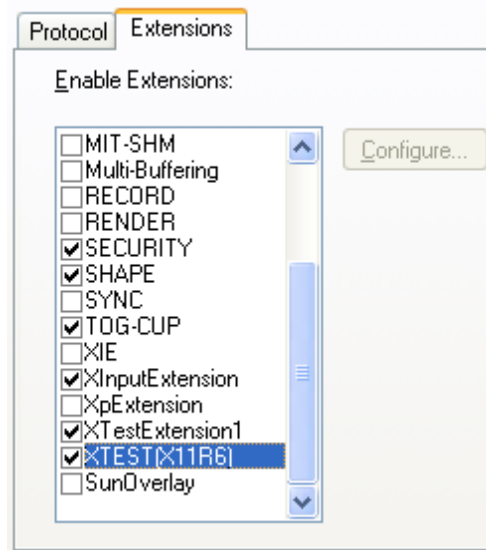 Protocol Extensions
Enable Extensions:
MIT-SHM
Configure...
Multi-Buffering
RECORD
RENDER
SECURITY
SHAPE
SYNC
TOG-CUP
XIE
XInputExtension
XpExtension
XTestExtension1
XTEST(X11R6)
SunOverlay